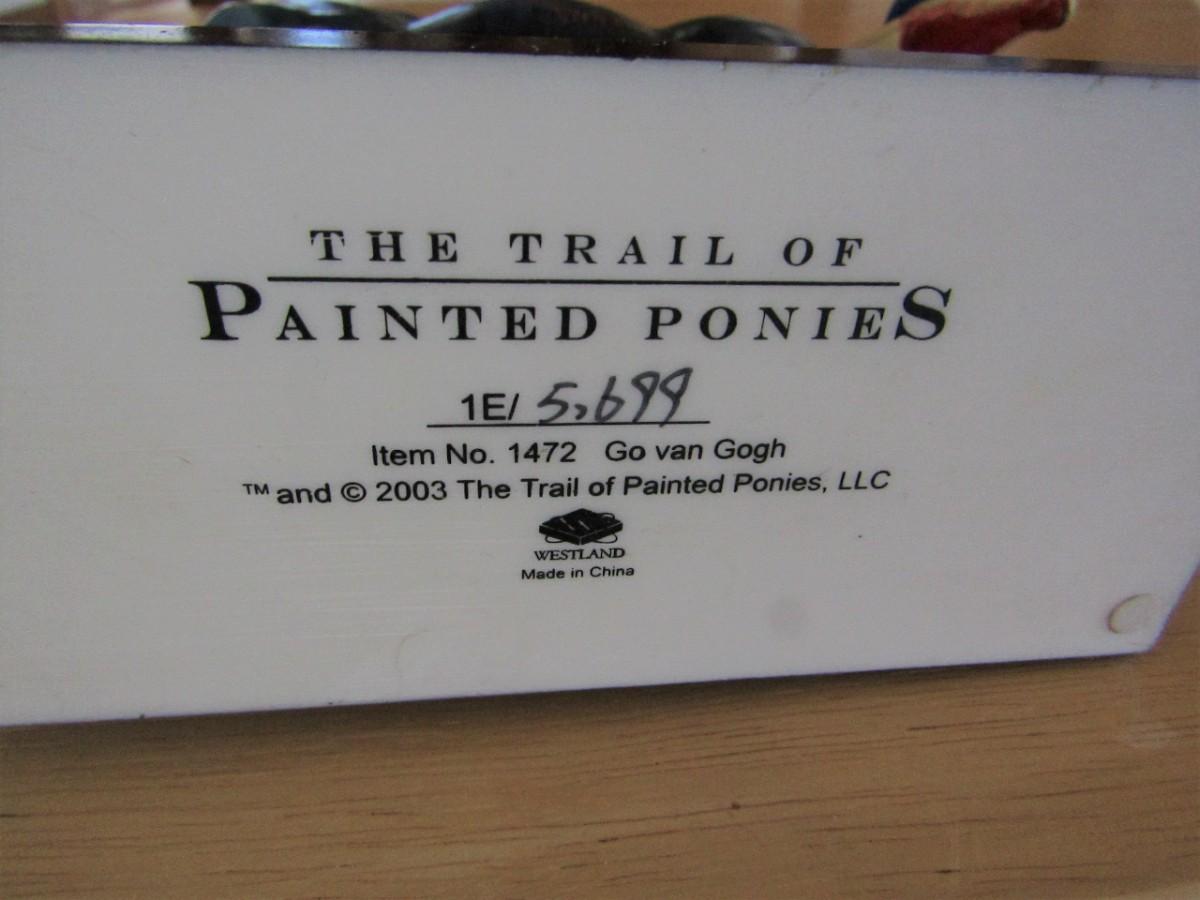 THE TRAIL OF
PAINTED PONIES
1E/ 5,699
Item No. 1472 Go van Gogh
™ and © 2003 The Trail of Painted Ponies, LLC
WESTLAND
Made in China